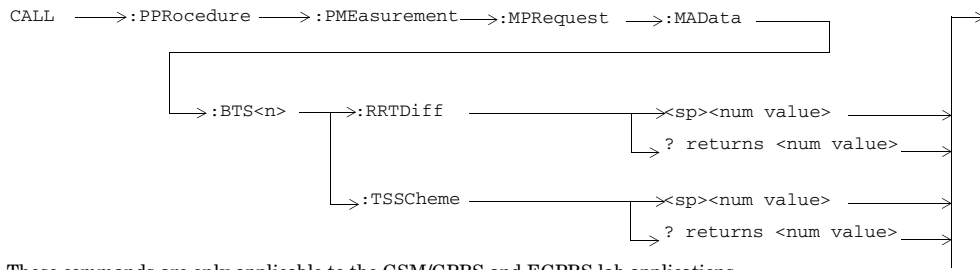 CALL :PPRocedure :PMEasurement :MPRequest :MAData
:BTS<n> :RRTDiff <sp><num value>
? returns <num value>
:TSSCheme <sp><num value>
? returns <num value>
These commands are only applicable to the GSM/GPRS and EGPRS lab applications